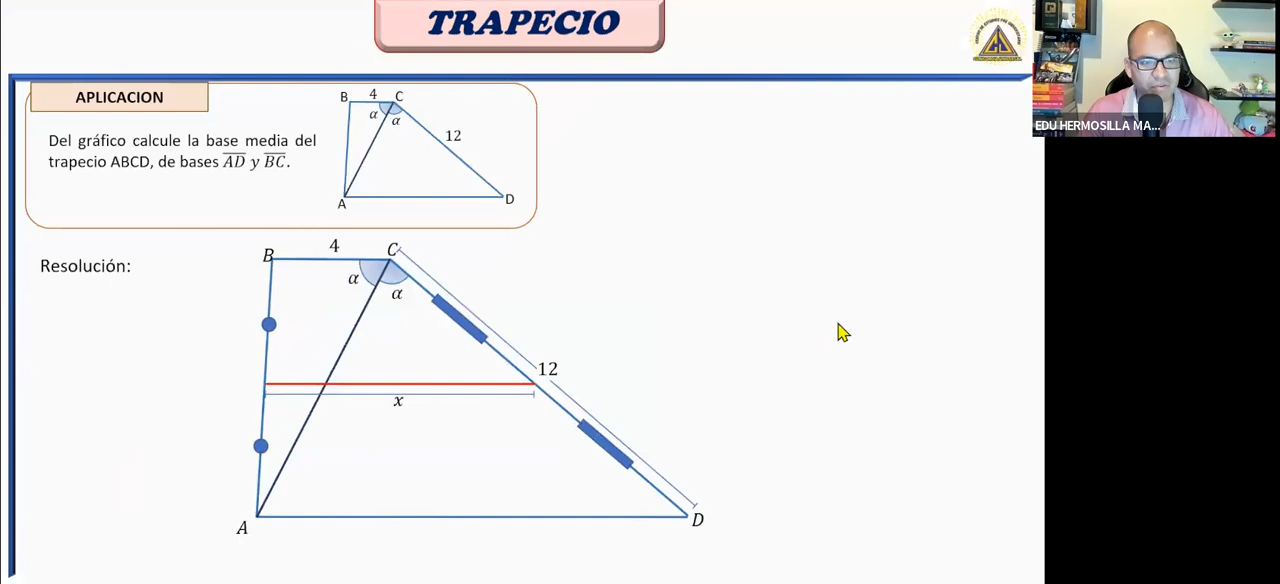 TRAPECIO
APLICACION
Del gráfico calcule la base media del
trapecio ABCD, de bases AD y BC.
B 4 C
α α
12
A D
EDU HERMOSILLA MA...
Resolución:
B 4 C
α α
12
x
A D